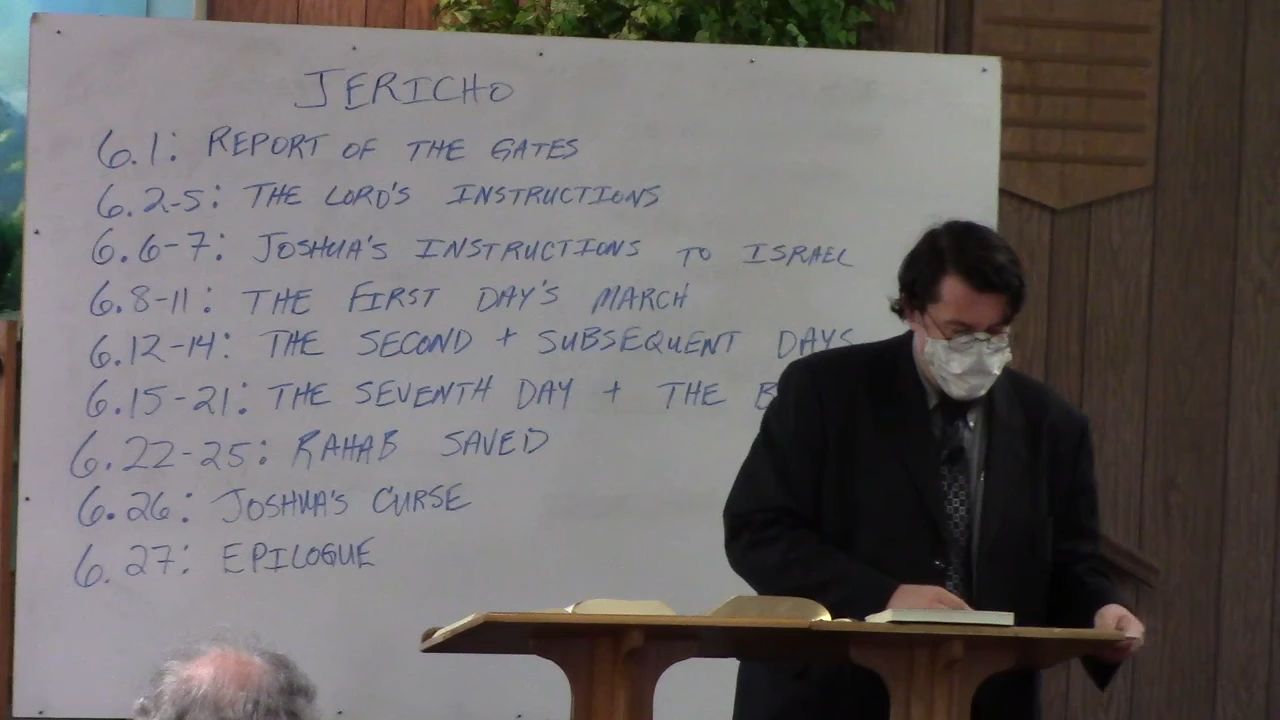 JERICHO
6.1: REPORT OF THE GATES
6.2-5: THE LORD'S INSTRUCTIONS
6.6-7: JOSHUA'S INSTRUCTIONS TO ISRAEL
6.8-11: THE FIRST DAY'S MARCH
6.12-14: THE SECOND + SUBSEQUENT DAYS
6.15-21: THE SEVENTH DAY + THE
6.22-25: RAHAB SAVED
6.26: JOSHUA'S CURSE
6.27: EPILOGUE